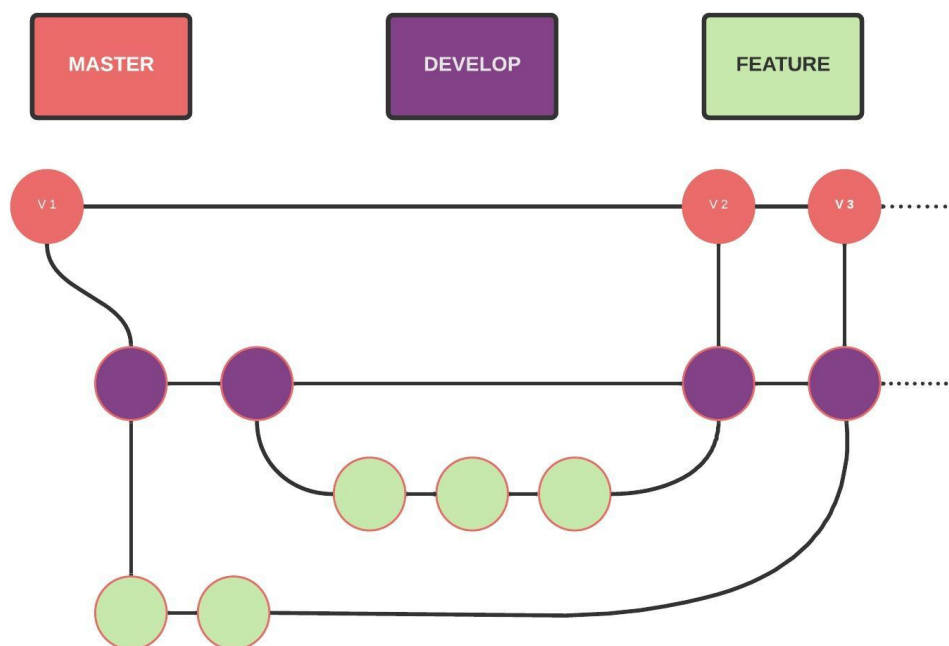 MASTER
DEVELOP
FEATURE
V 1
V 2
V 3